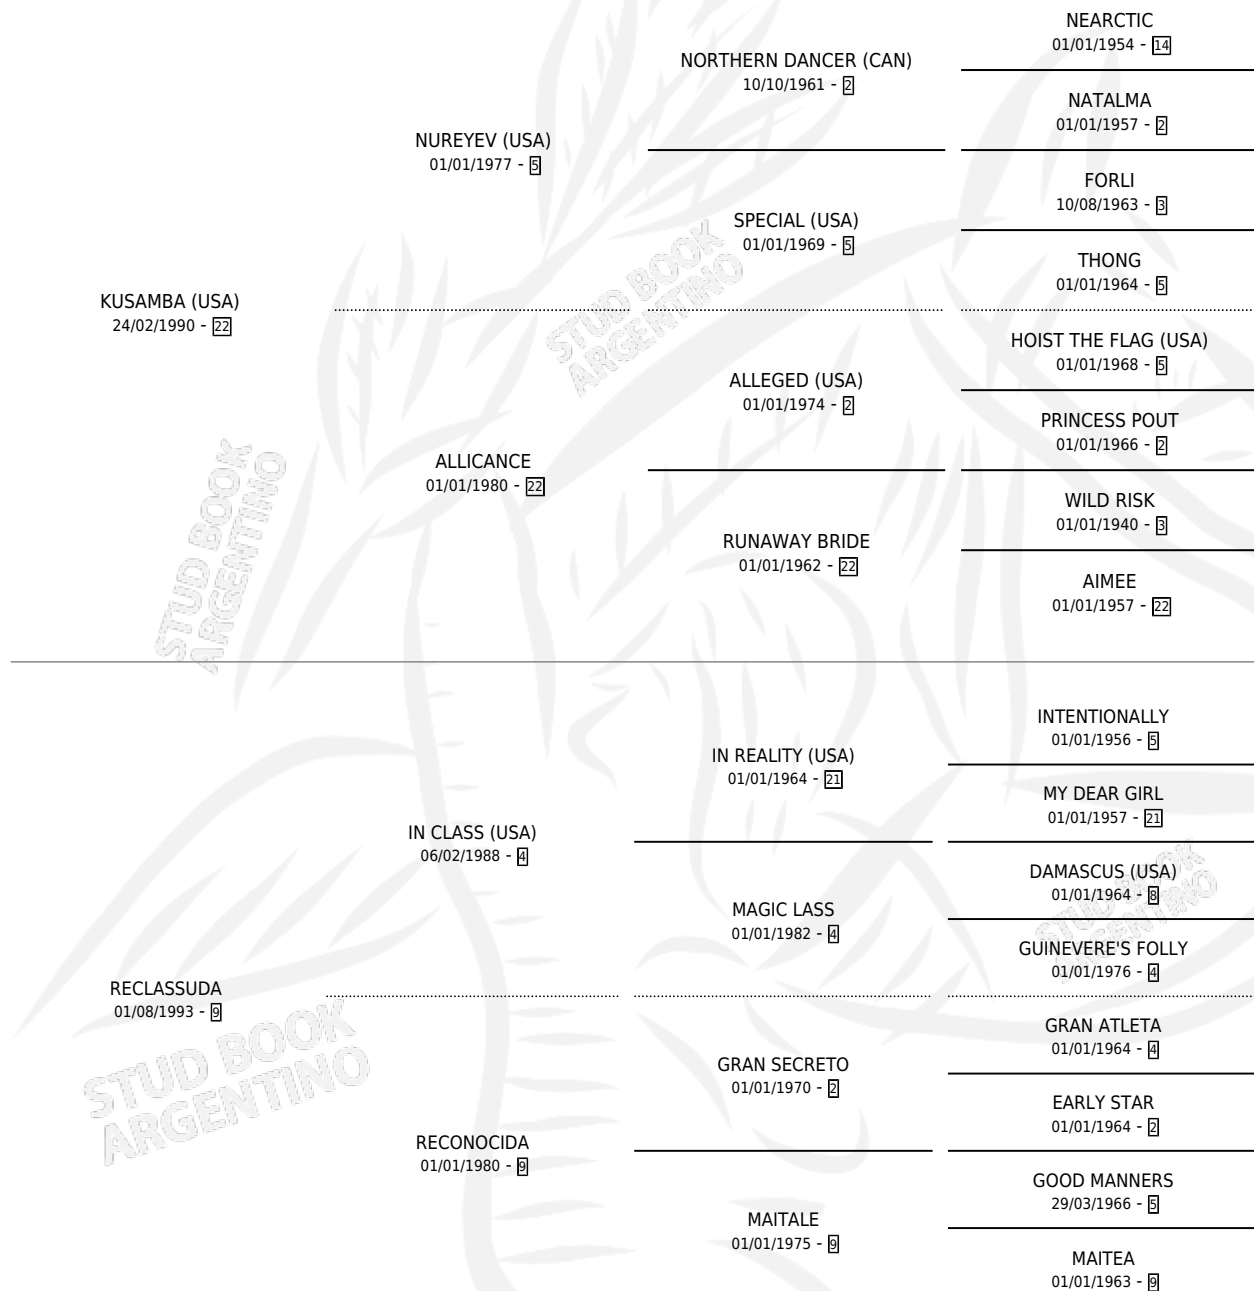 NEARCTIC
01/01/1954 - 14
NORTHERN DANCER (CAN)
10/10/1961 - 2
NATALMA
01/01/1957 - 2
NUREYEV (USA)
01/01/1977 - 5
FORLI
10/08/1963 - 3
SPECIAL (USA)
01/01/1969 - 5
THONG
01/01/1964 - 5
KUSAMBA (USA)
24/02/1990 - 22
STUD BOOK
ARGENTINO
HOIST THE FLAG (USA)
01/01/1968 - 5
ALLEGED (USA)
01/01/1974 - 2
PRINCESS POUT
01/01/1966 - 2
ALLICANCE
01/01/1980 - 22
WILD RISK
01/01/1940 - 3
RUNAWAY BRIDE
01/01/1962 - 22
AIMEE
01/01/1957 - 22
STUD BOOK
ARGENTINO
INTENTIONALLY
01/01/1956 - 5
IN REALITY (USA)
01/01/1964 - 21
MY DEAR GIRL
01/01/1957 - 21
IN CLASS (USA)
06/02/1988 - 4
DAMASCUS (USA)
01/01/1964 - 8
MAGIC LASS
01/01/1982 - 4
STUD BOOK
ARGENTINO
GUINEVERE'S FOLLY
01/01/1976 - 4
RECLASSUDA
01/08/1993 - 9
GRAN ATLETA
01/01/1964 - 4
STUD BOOK
ARGENTINO
GRAN SECRETO
01/01/1970 - 2
EARLY STAR
01/01/1964 - 2
RECONOCIDA
01/01/1980 - 9
GOOD MANNERS
29/03/1966 - 5
MAITALE
01/01/1975 - 9
MAITEA
01/01/1963 - 9